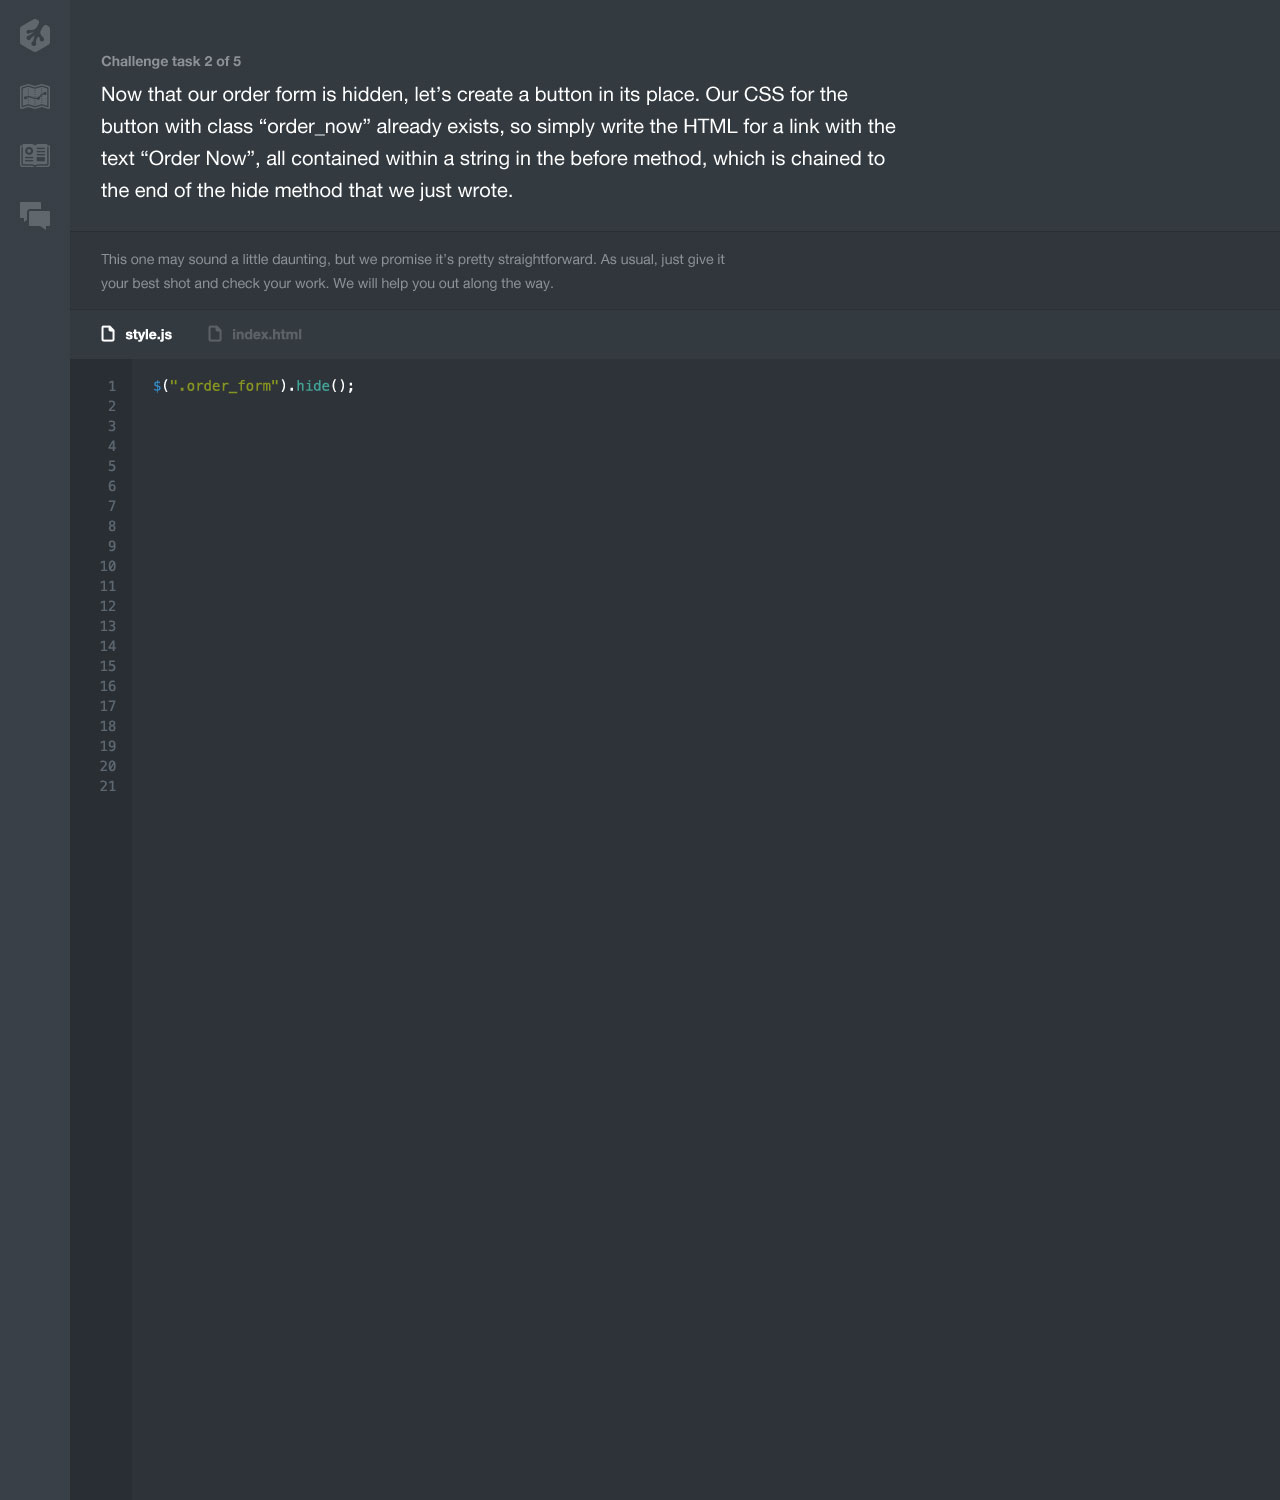 Challenge task 2 of 5
Now that our order form is hidden, let’s create a button in its place. Our CSS for the
button with class “order_now” already exists, so simply write the HTML for a link with the
text “Order Now”, all contained within a string in the before method, which is chained to
the end of the hide method that we just wrote.
This one may sound a little daunting, but we promise it’s pretty straightforward. As usual, just give it
your best shot and check your work. We will help you out along the way.
style.js index.html
1 $(".order_form").hide();
2
3
4
5
6
7
8
9
10
11
12
13
14
15
16
17
18
19
20
21